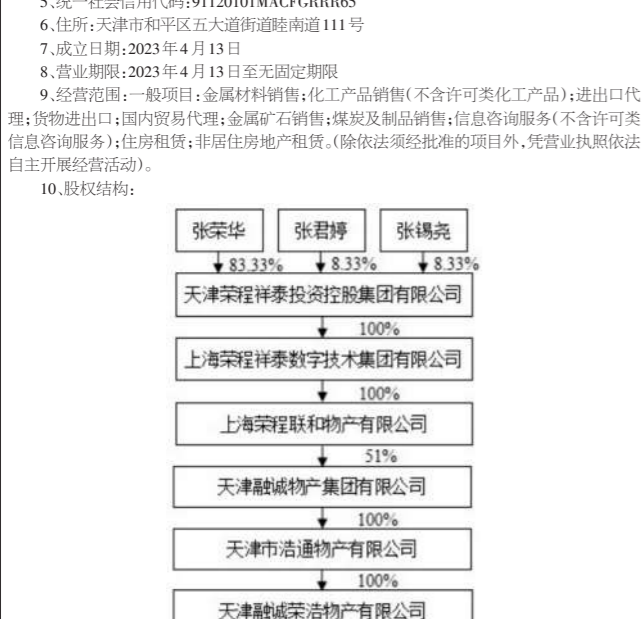 5、统一社会信用代码:91120101MACFGRRR65
6、住所:天津市和平区五大道街道睦南道111号
7、成立日期:2023年4月13日
8、营业期限:2023年4月13日至无固定期限
9、经营范围:一般项目:金属材料销售;化工产品销售(不含许可类化工产品);进出口代
理;货物进出口;国内贸易代理;金属矿石销售;煤炭及制品销售;信息咨询服务(不含许可类
信息咨询服务);住房租赁;非居住房地产租赁。(除依法须经批准的项目外,凭营业执照依法
自主开展经营活动)。
10、股权结构:
张荣华 张君婷 张锡尧
83.33% 8.33% 8.33%
天津荣程祥泰投资控股集团有限公司
100%
上海荣程祥泰数字技术集团有限公司
100%
上海荣程联和物产有限公司
51%
天津融诚物产集团有限公司
100%
天津市浩通物产有限公司
100%
天津融诚荣浩物产有限公司